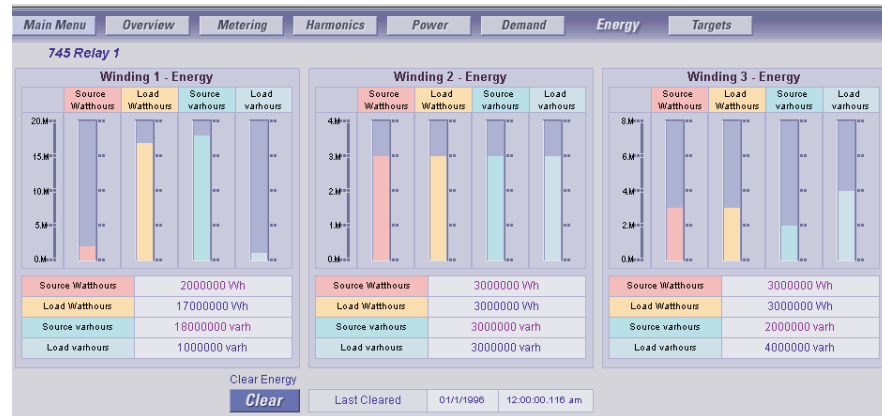 Main Menu Overview Metering Harmonics Power Demand Energy Targets
745 Relay 1
Winding 1 - Energy
Source Watthours Load Watthours Source varhours Load varhours
20.M
15.M
10.M
5.M
0.M
Source Watthours 2000000 Wh
Load Watthours 17000000 Wh
Source varhours 18000000 varh
Load varhours 1000000 varh
Winding 2 - Energy
Source Watthours Load Watthours Source varhours Load varhours
4.M
3.M
2.M
1.M
0.M
Source Watthours 3000000 Wh
Load Watthours 3000000 Wh
Source varhours 3000000 varh
Load varhours 3000000 varh
Winding 3 - Energy
Source Watthours Load Watthours Source varhours Load varhours
8.M
6.M
4.M
2.M
0.M
Source Watthours 3000000 Wh
Load Watthours 3000000 Wh
Source varhours 2000000 varh
Load varhours 4000000 varh
Clear Energy
Clear Last Cleared 01/1/1996 12:00:00.116 am